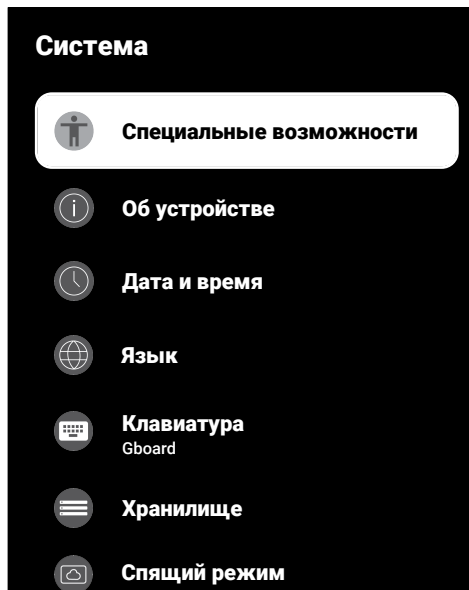 Система
Специальные возможности
Об устройстве
Дата и время
Язык
Клавиатура
Gboard
Хранилище
Спящий режим